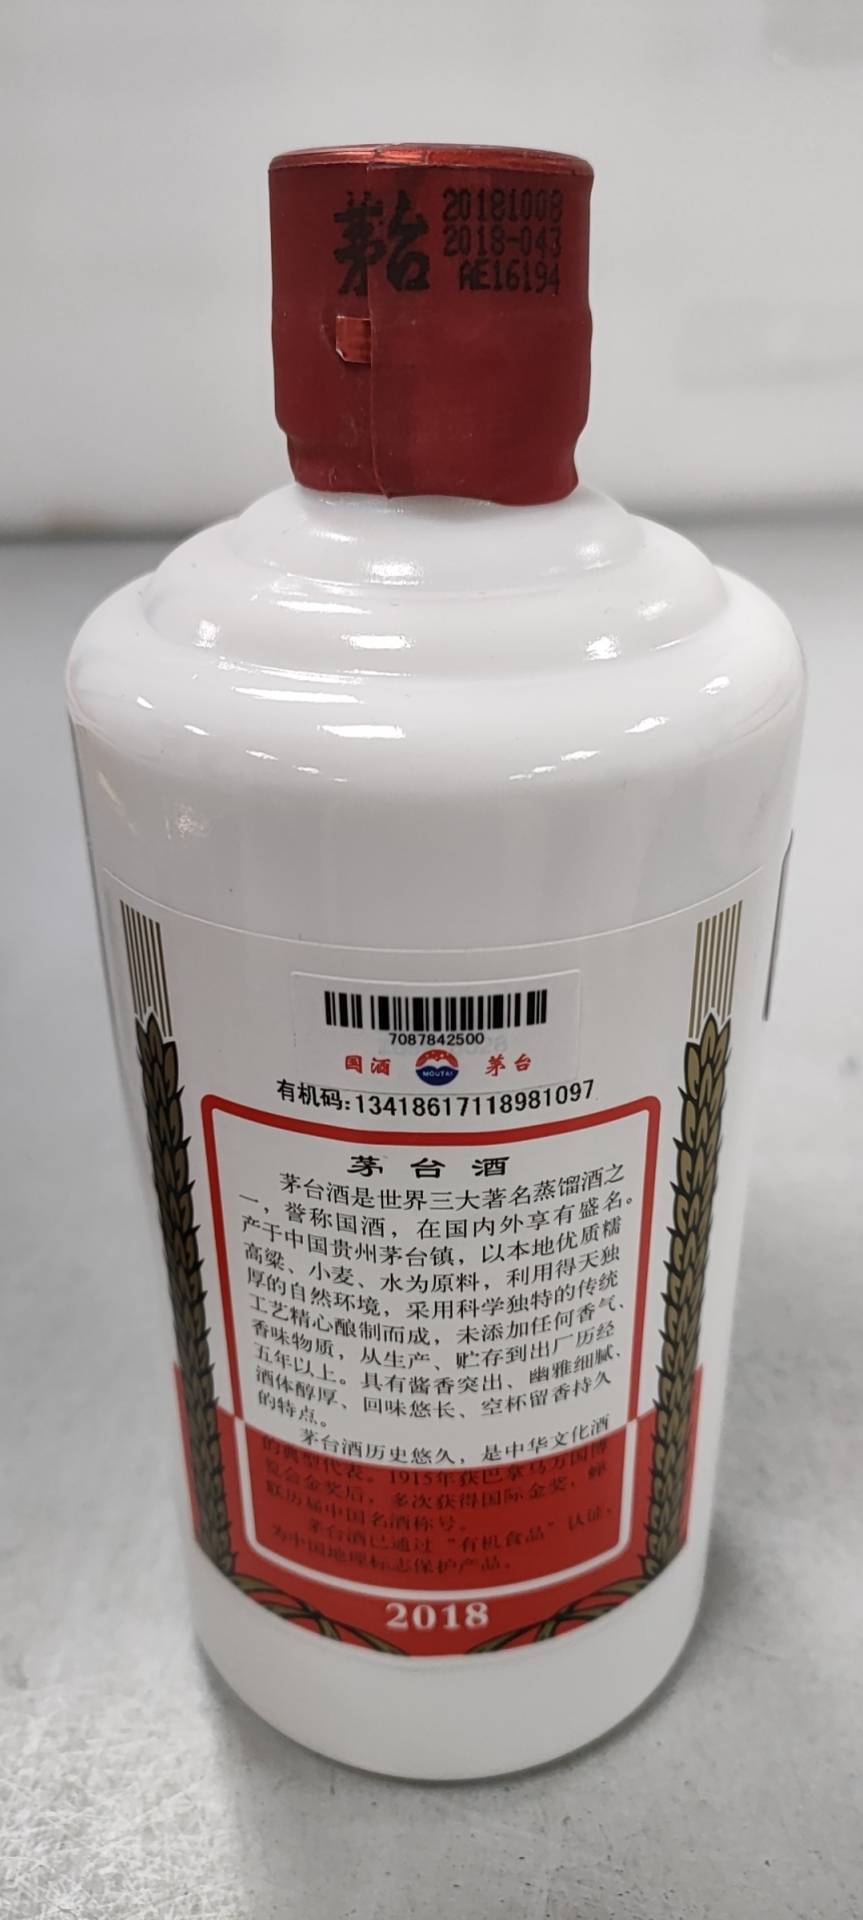 茅台
20181008
2018-043
AE16194
7087842500
国酒
MOUTAI
茅台
有机码:13418617118981097
茅台酒
茅台酒是世界三大著名蒸馏酒之
一，誉称国酒，在国内外享有盛名。
产于中国贵州茅台镇，以本地优质糯
高粱、小麦、水为原料，利用得天独
厚的自然环境，采用科学独特的传统
工艺精心酿制而成，未添加任何香气、
香味物质，从生产、贮存到出厂历经
五年以上。具有酱香突出、幽雅细腻、
酒体醇厚、回味悠长、空杯留香持久
的特点。
茅台酒历史悠久，是中华文化酒
的典型代表。1915年获巴拿马万国博
览会金奖后，多次获得国际金奖，蝉
联历届中国名酒称号。
茅台酒已通过“有机食品”认证，
为中国地理标志保护产品。
2018